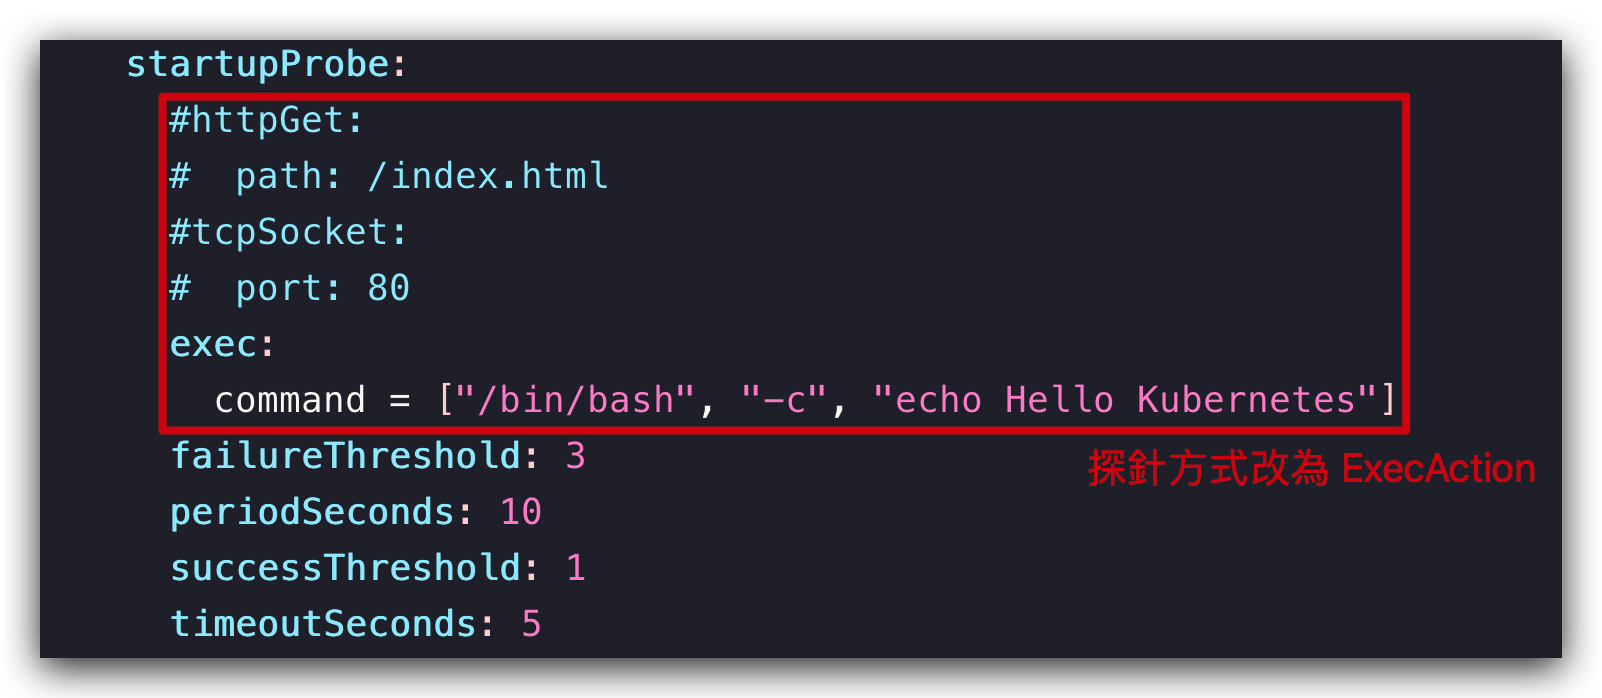 startupProbe:
#httpGet:
#  path: /index.html
#tcpSocket:
#  port: 80
exec:
command = ["/bin/bash", "-c", "echo Hello Kubernetes"]
failureThreshold: 3
探針方式改為 ExecAction
periodSeconds: 10
successThreshold: 1
timeoutSeconds: 5